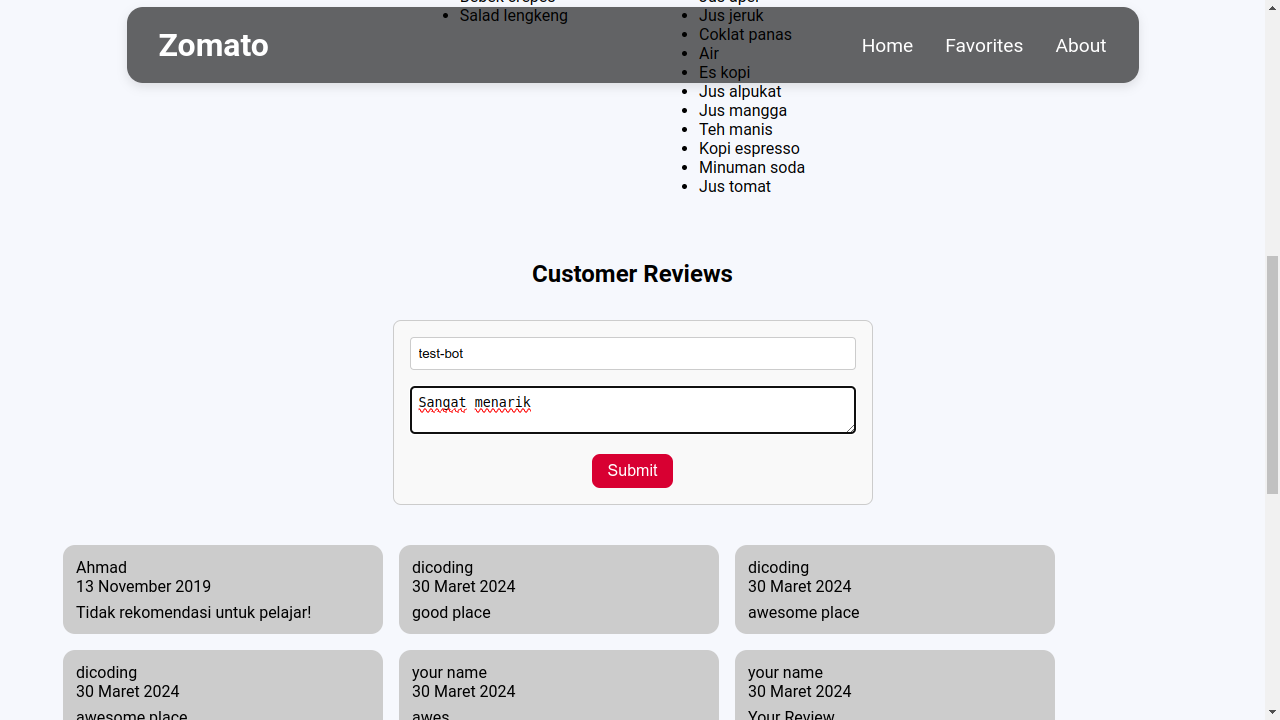 Salad lengkeng
Jus jeruk
Coklat panas
Air
Es kopi
Jus alpukat
Jus mangga
Teh manis
Kopi espresso
Minuman soda
Jus tomat
Zomato
Home
Favorites
About
Customer Reviews
test-bot
Sangat menarik
Submit
Ahmad
13 November 2019
Tidak rekomendasi untuk pelajar!
dicoding
30 Maret 2024
good place
dicoding
30 Maret 2024
awesome place
dicoding
30 Maret 2024
awesome place
your name
30 Maret 2024
awes
your name
30 Maret 2024
Your Review